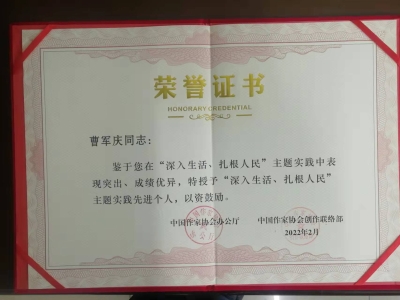 荣誉证书
HONORARY CREDENTIAL
曹军庆同志：
鉴于您在“深入生活、扎根人民”主题实践中表
现突出、成绩优异，特授予“深入生活、扎根人民”
主题实践先进个人，以资鼓励。
中国作家协会办公厅 中国作家协会创作联络部
2022年2月